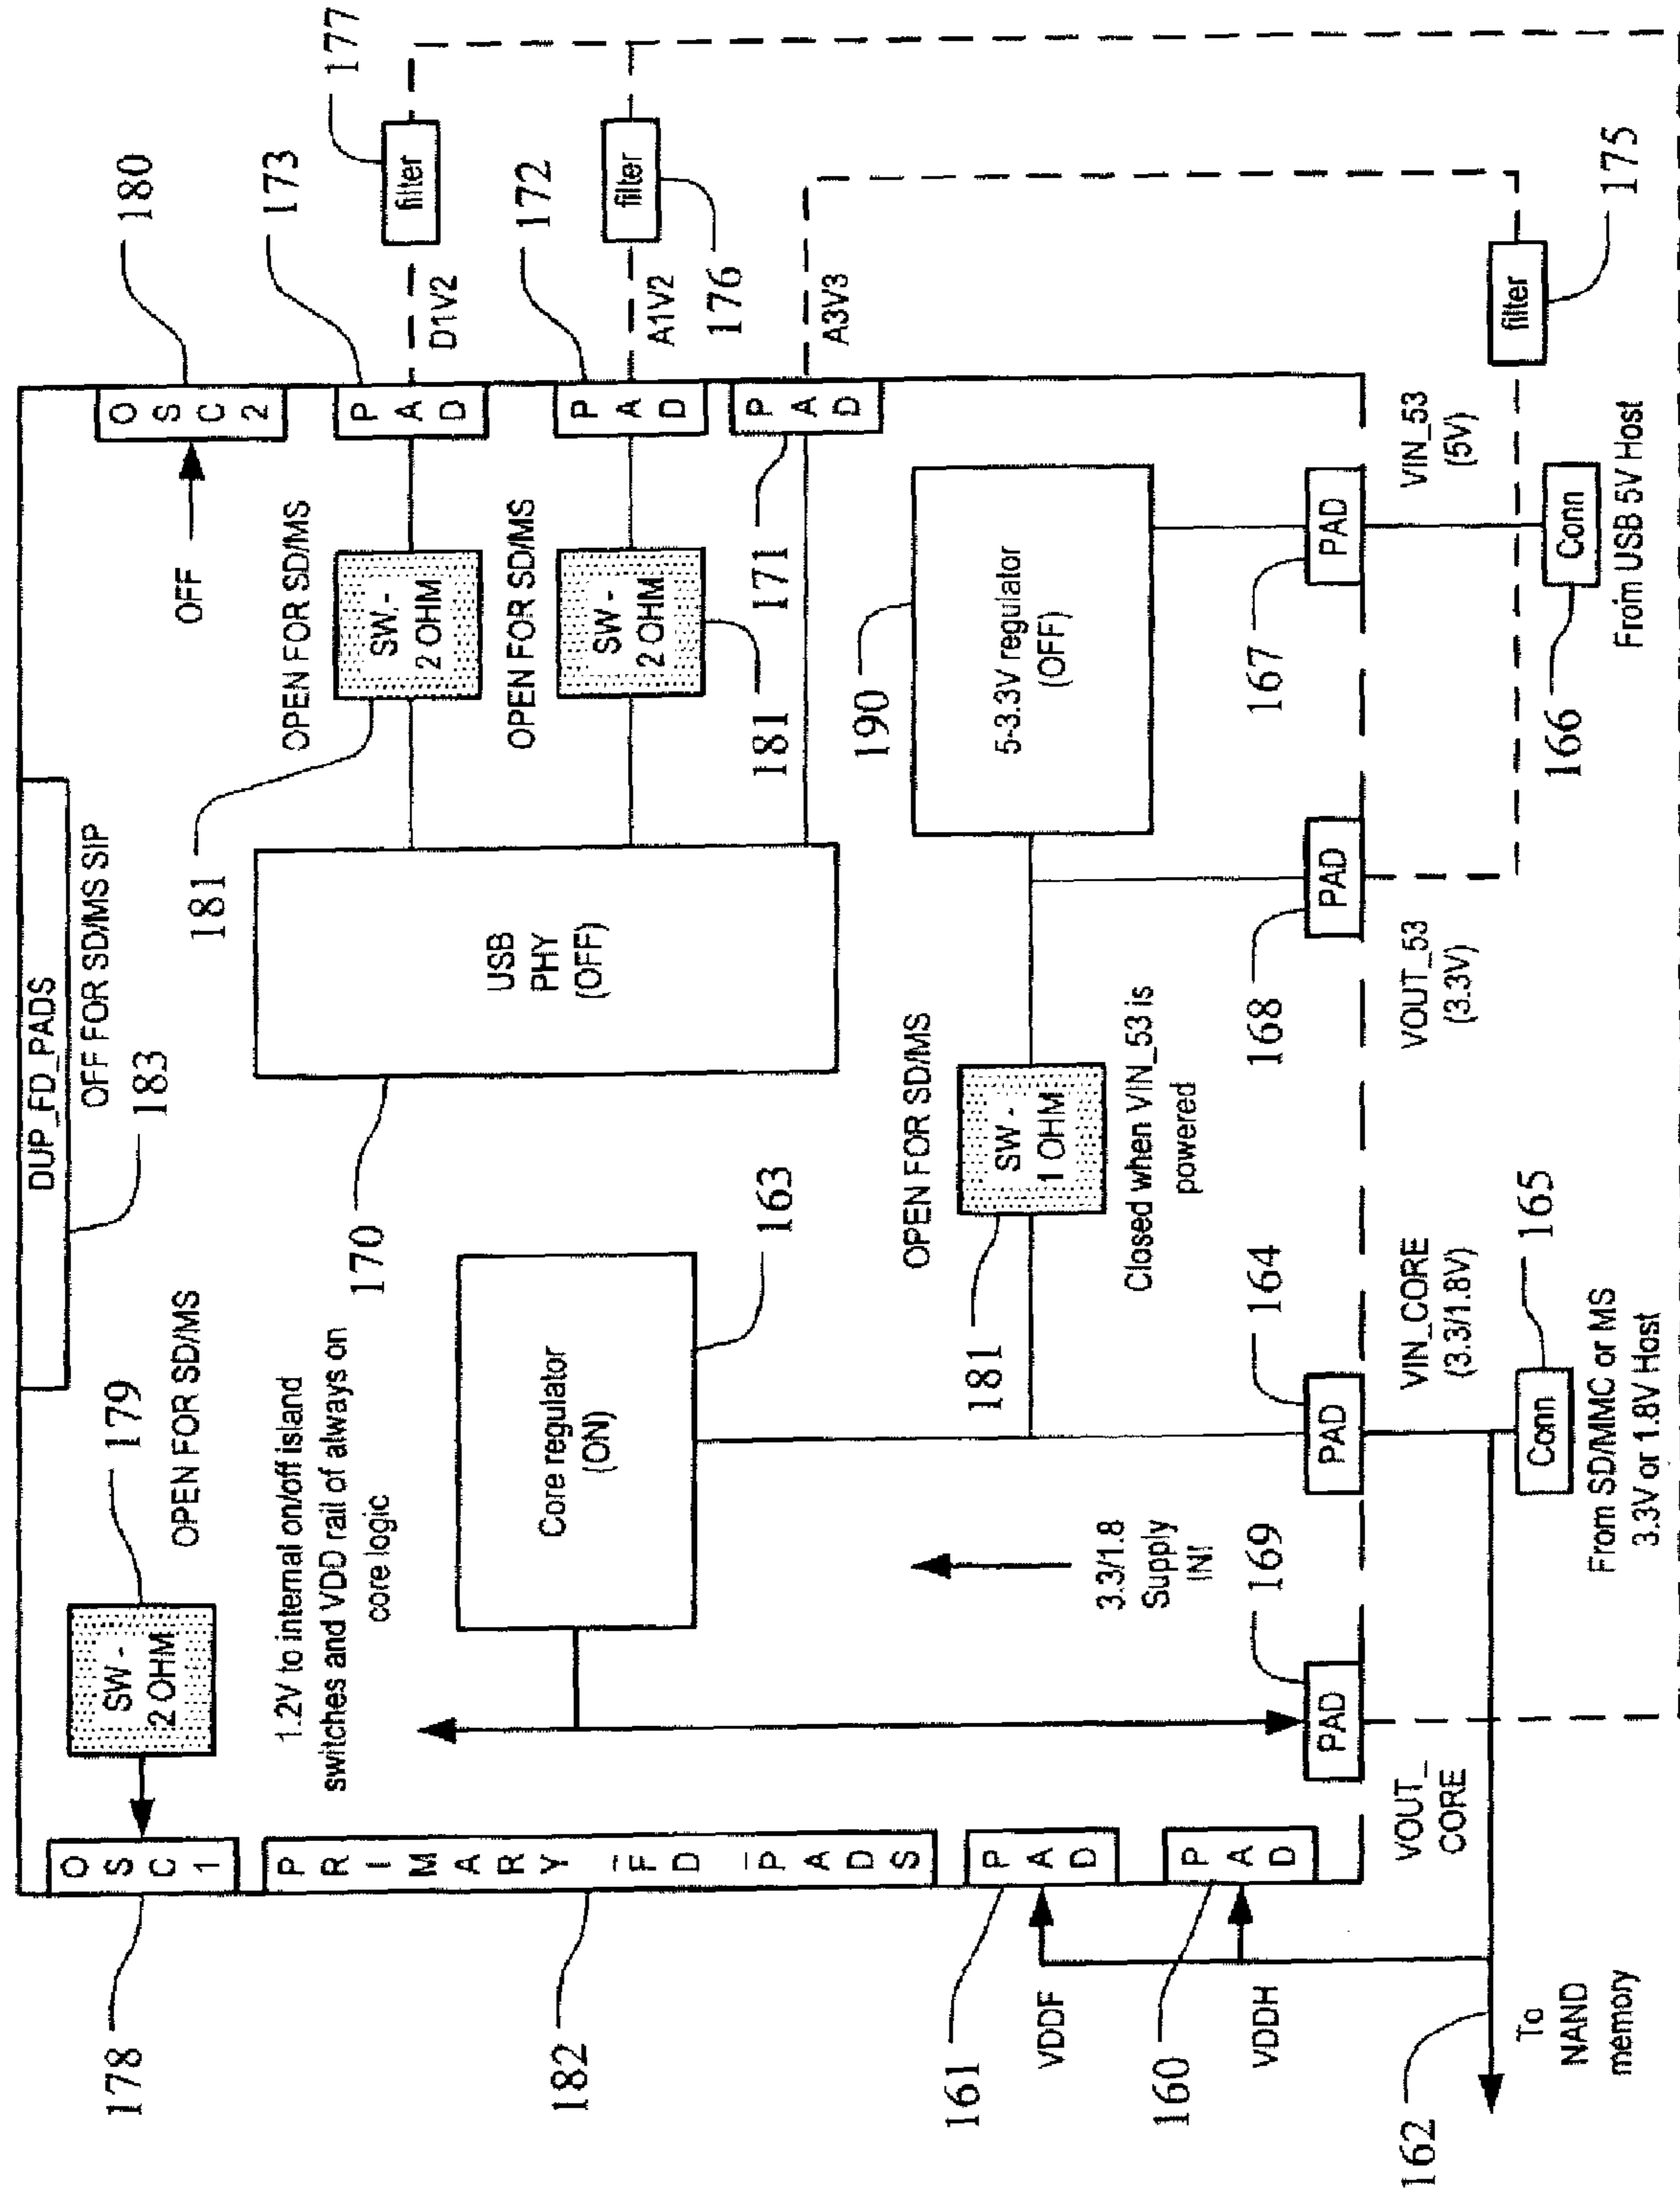 178
OSC1
SW -
2 OHM
179
OPEN FOR SD/MS
DUP_FD_PADS
OFF FOR SD/MS SIP
183
OFF
OSC2
180
182
PRIMARY_FD_PADS
1.2V to internal on/off island
switches and VDD rail of always on
core logic
170
USB
PHY
(OFF)
181
OPEN FOR SD/MS
SW -
2 OHM
PAD
173
D1V2
filter
177
OPEN FOR SD/MS
SW -
2 OHM
181
PAD
172
A1V2
filter
176
171
PAD
A3V3
Core regulator
(ON)
163
161
PAD
VDDF
160
PAD
VDDH
3.3/1.8
Supply
IN!
OPEN FOR SD/MS
SW -
1 OHM
181
Closed when VIN_53 is
powered
190
5-3.3V regulator
(OFF)
169
PAD
VOUT_
CORE
164
PAD
VIN_CORE
(3.3/1.8V)
168
PAD
VOUT_53
(3.3V)
167
PAD
VIN_53
(5V)
filter
175
162
To
NAND
memory
Conn
165
From SD/MMC or MS
3.3V or 1.8V Host
Conn
166
From USB 5V Host